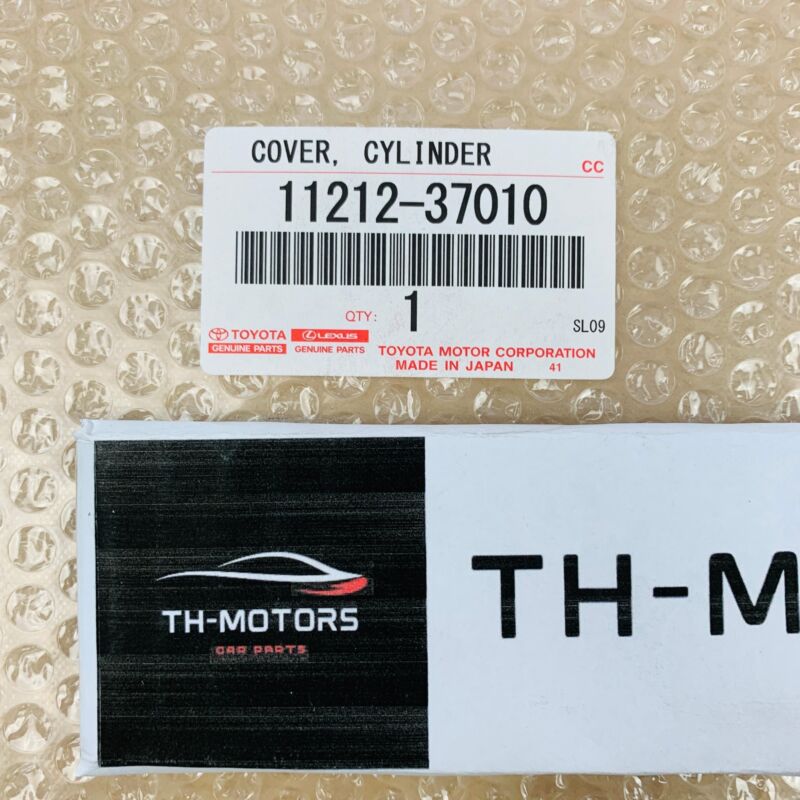 COVER, CYLINDER
CC
11212-37010
QTY: 1
SL09
TOYOTA
GENUINE PARTS
LEXUS
GENUINE PARTS
TOYOTA MOTOR CORPORATION
MADE IN JAPAN 41
TH-MOTORS
CAR PARTS
TH-M